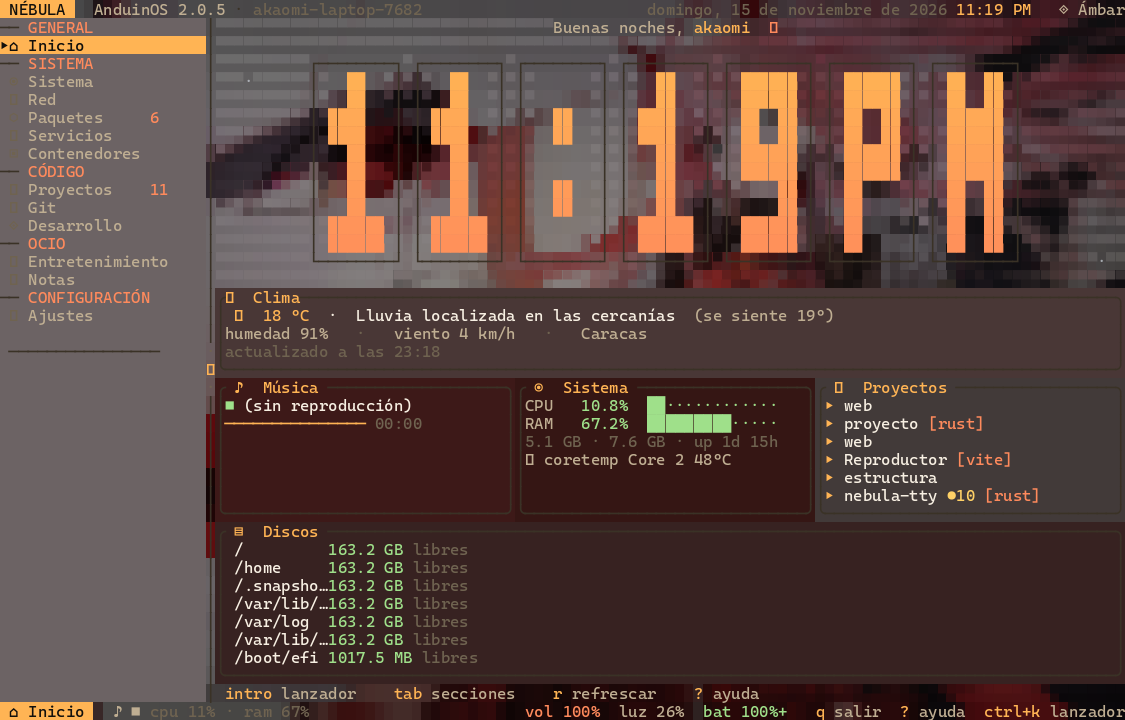 NÉBULA AnduinOS 2.0.5 · akaomi-laptop-7682 domingo, 15 de noviembre de 2026 11:19 PM Ámbar
GENERAL
Inicio
SISTEMA
Sistema
Red
Paquetes 6
Servicios
Contenedores
CÓDIGO
Proyectos 11
Git
Desarrollo
OCIO
Entretenimiento
Notas
CONFIGURACIÓN
Ajustes
Buenas noches, akaomi
11:19PM
Clima
18 °C · Lluvia localizada en las cercanías (se siente 19°)
humedad 91% · viento 4 km/h · Caracas
actualizado a las 23:18
♪ Música
(sin reproducción)
00:00
Sistema
CPU 10.8%
RAM 67.2%
5.1 GB · 7.6 GB · up 1d 15h
coretemp Core 2 48°C
Proyectos
web
proyecto [rust]
web
Reproductor [vite]
estructura
nebula-tty ●10 [rust]
Discos
/ 163.2 GB libres
/home 163.2 GB libres
/.snapsho… 163.2 GB libres
/var/lib/… 163.2 GB libres
/var/log 163.2 GB libres
/var/lib/… 163.2 GB libres
/boot/efi 1017.5 MB libres
intro lanzador tab secciones r refrescar ? ayuda
Inicio ♪ ■ cpu 11% · ram 67% vol 100% luz 26% bat 100%+ q salir ? ayuda ctrl+k lanzador